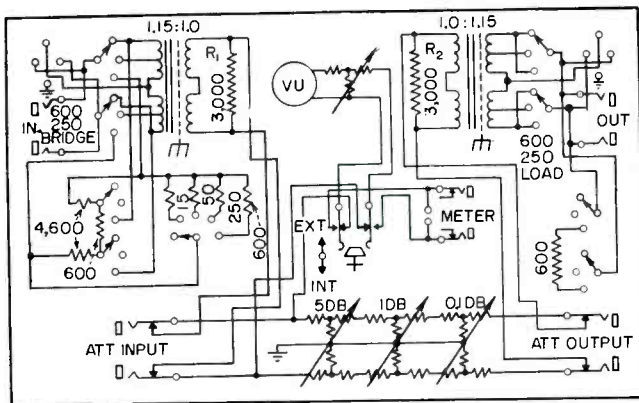 1.15:1.0
1.0:1.15
R1
3,000
VU
R2
3,000
IN
600
250
BRIDGE
OUT
600
250
LOAD
15
50
250
600
4,600
600
EXT
INT
METER
600
5DB
1DB
0.1DB
ATT INPUT
ATT OUTPUT